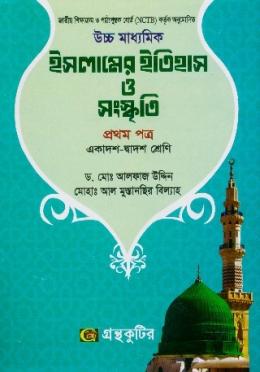 জাতীয় শিক্ষাক্রম ও পাঠ্যপুস্তক বোর্ড (NCTB) কর্তৃক অনুমোদিত
উচ্চ মাধ্যমিক
ইসলামের ইতিহাস
ও
সংস্কৃতি
প্রথম পত্র
একাদশ-দ্বাদশ শ্রেণি
ড. মোঃ আলফাজ উদ্দিন
মোহাঃ আল মুস্তানছির বিল্যাহ
গ্রন্থকুটির